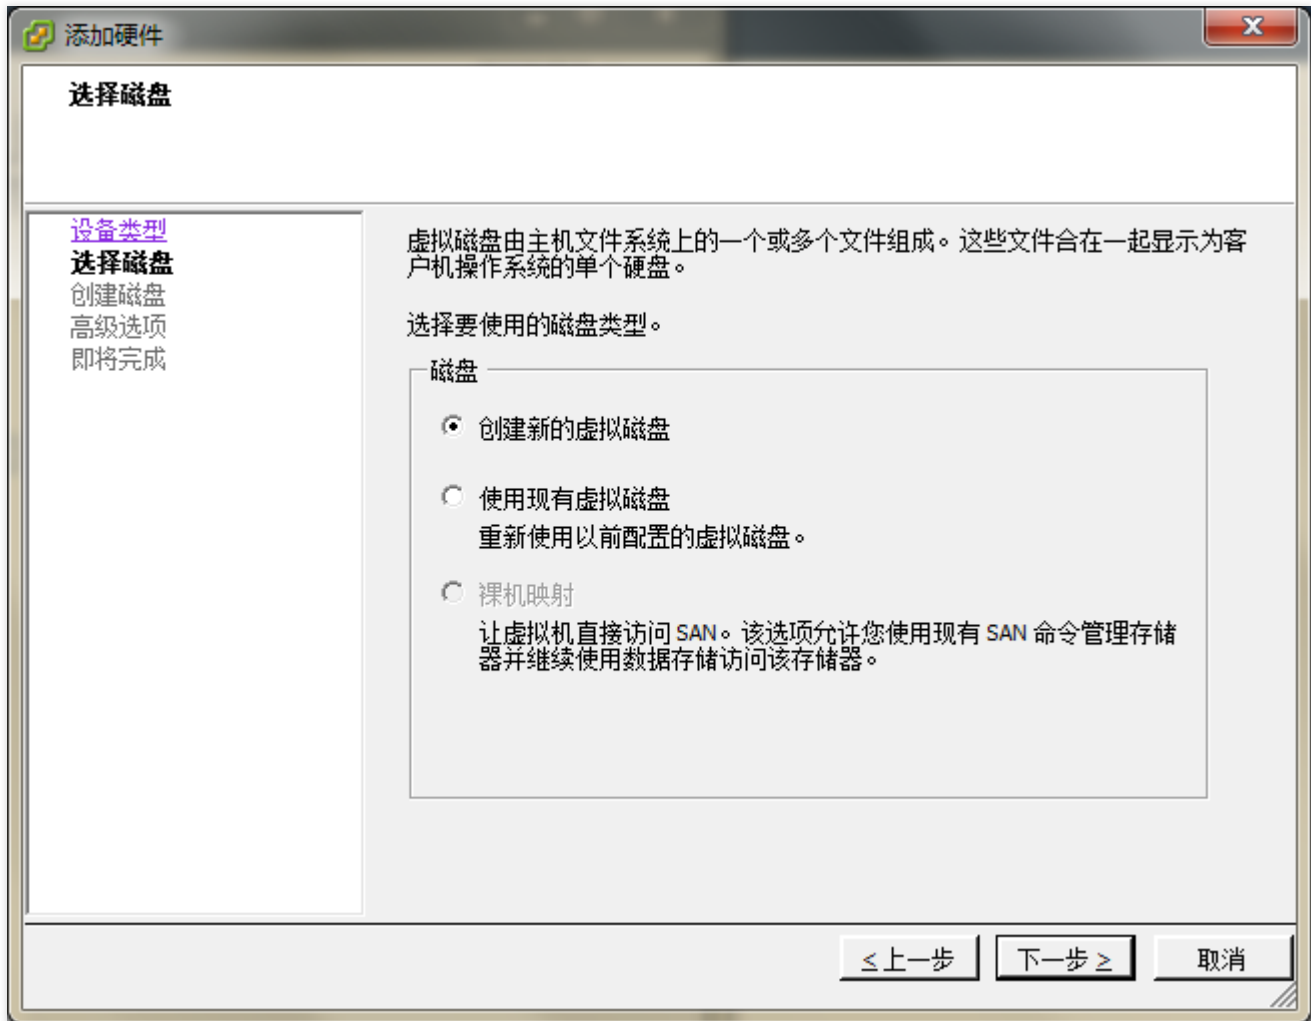 添加硬件
选择磁盘
设备类型
选择磁盘
创建磁盘
高级选项
即将完成
虚拟磁盘由主机文件系统上的一个或多个文件组成。这些文件合在一起显示为客
户机操作系统的单个硬盘。
选择要使用的磁盘类型。
磁盘
创建新的虚拟磁盘
使用现有虚拟磁盘
重新使用以前配置的虚拟磁盘。
裸机映射
让虚拟机直接访问 SAN。该选项允许您使用现有 SAN 命令管理存储
器并继续使用数据存储访问该存储器。
≤上一步
下一步 ≥
取消